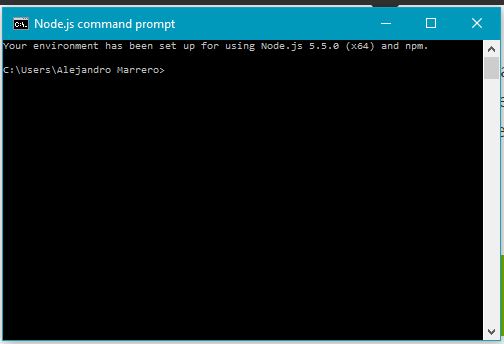 Node.js command prompt
Your environment has been set up for using Node.js 5.5.0 (x64) and npm.
C:\Users\Alejandro Marrero>